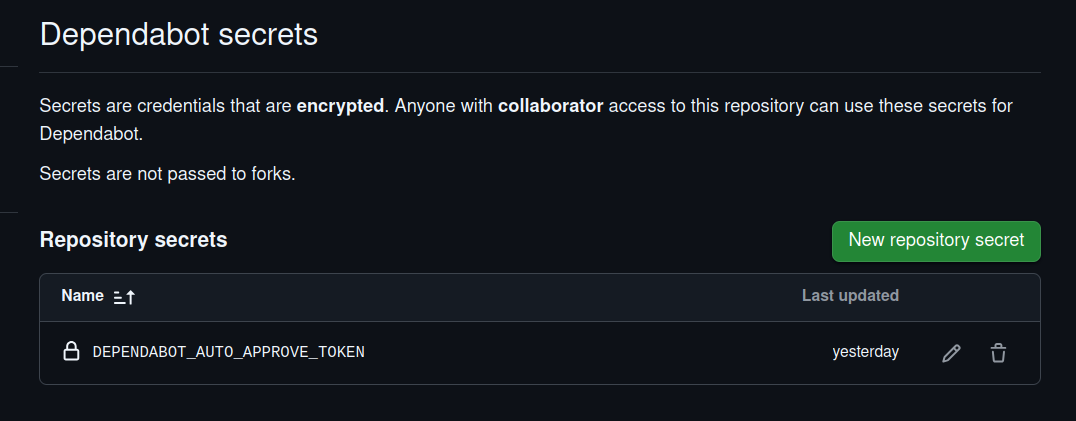 Dependabot secrets
Secrets are credentials that are encrypted. Anyone with collaborator access to this repository can use these secrets for
Dependabot.
Secrets are not passed to forks.
Repository secrets
New repository secret
Name
Last updated
DEPENDABOT_AUTO_APPROVE_TOKEN
yesterday